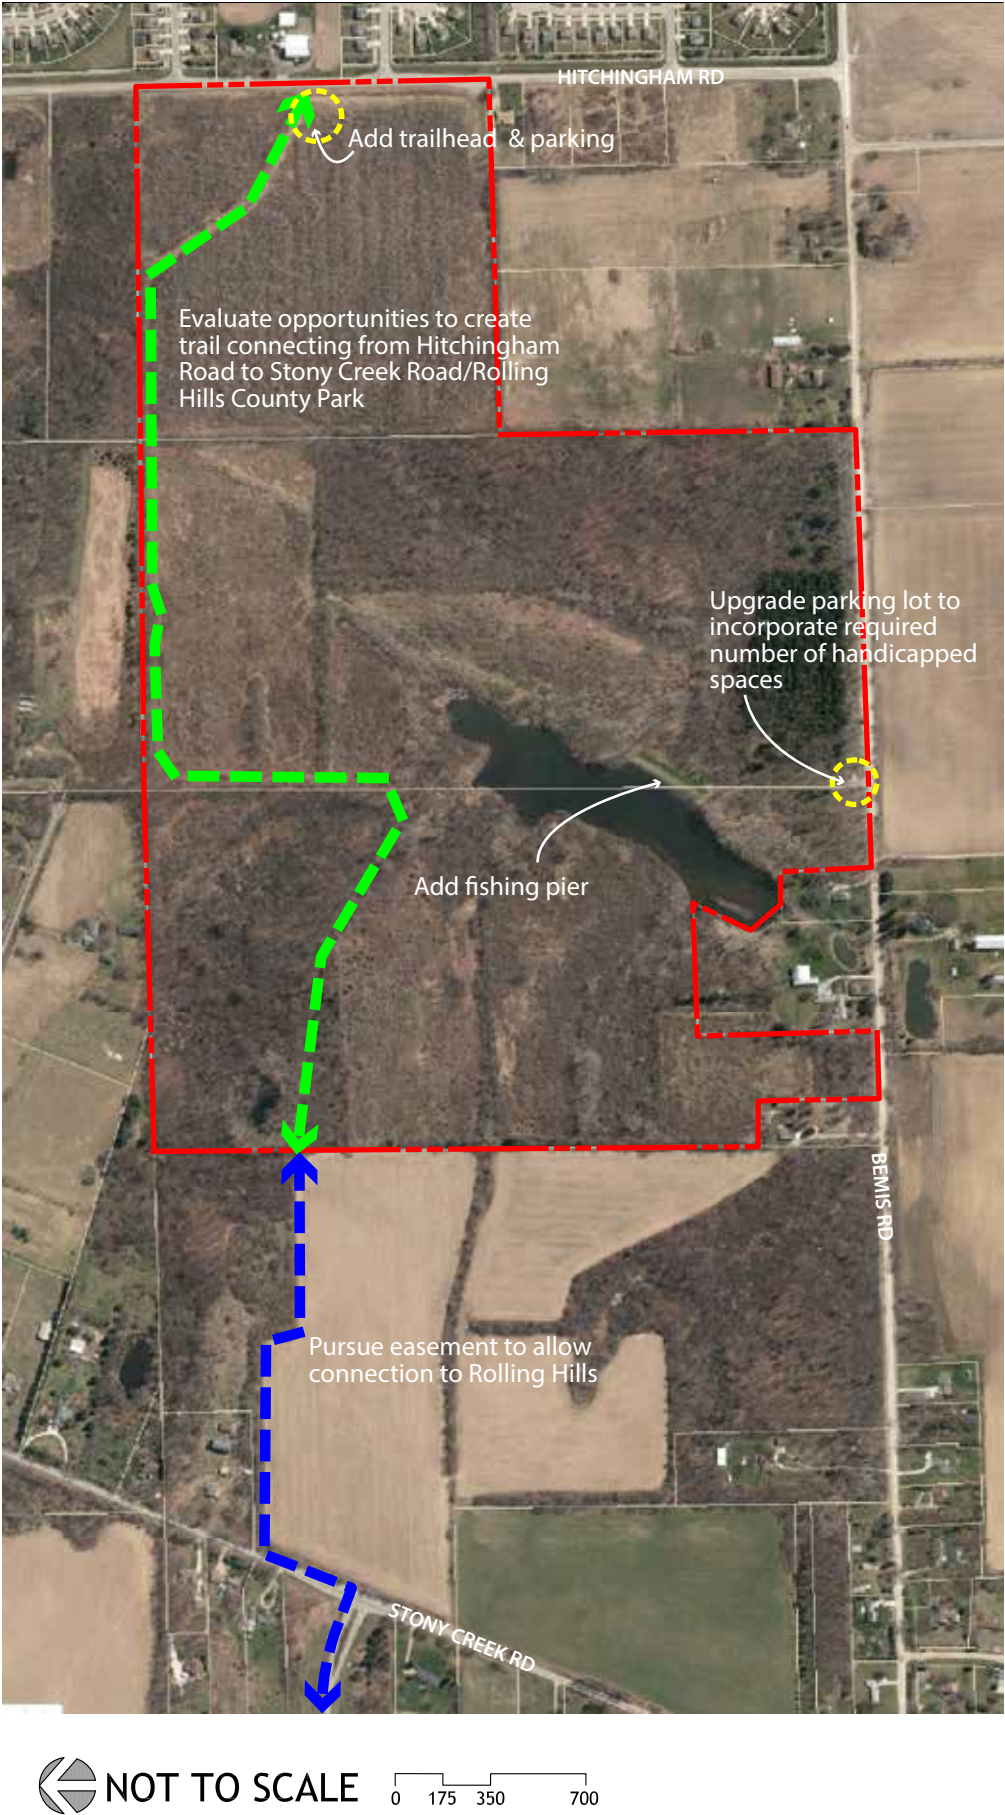 HITCHINGHAM RD
Add trailhead & parking
Evaluate opportunities to create
trail connecting from Hitchingham
Road to Stony Creek Road/Rolling
Hills County Park
Upgrade parking lot to
incorporate required
number of handicapped
spaces
Add fishing pier
BEMIS RD
Pursue easement to allow
connection to Rolling Hills
STONY CREEK RD
NOT TO SCALE
0 175 350 700